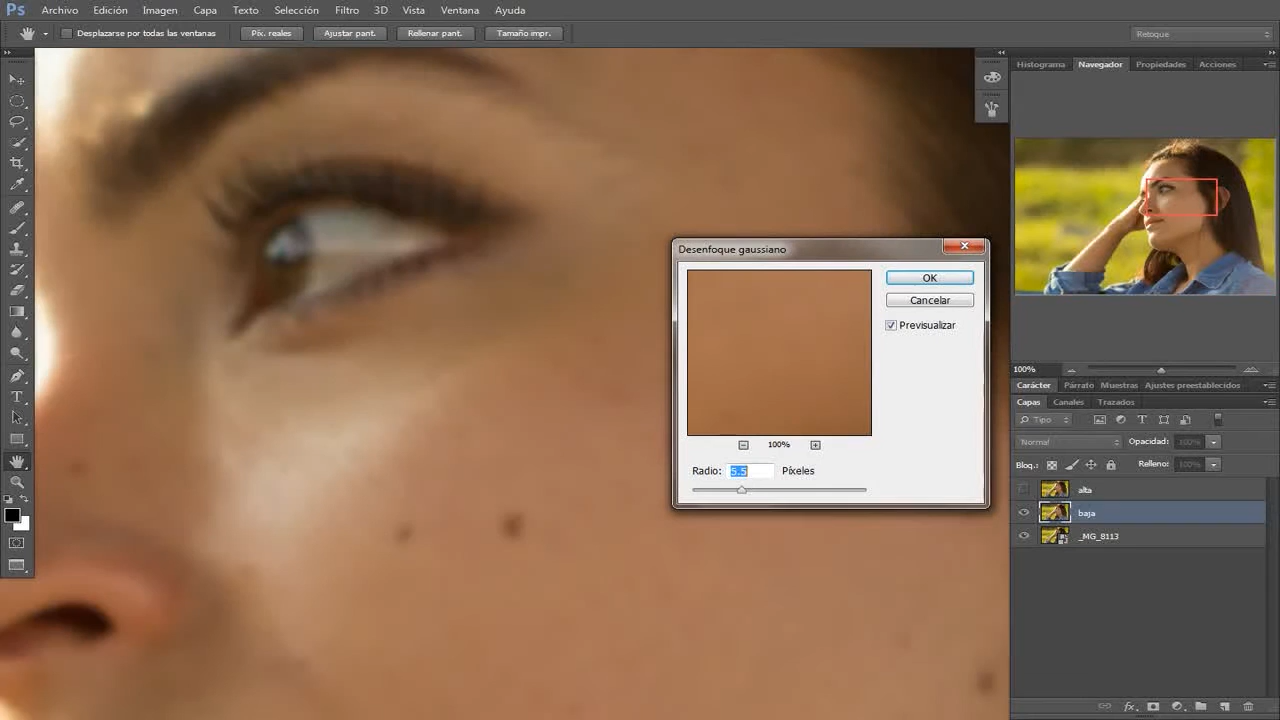 Ps Archivo Edición Imagen Capa Texto Selección Filtro 3D Vista Ventana Ayuda
Desplazarse por todas las ventanas Píx. reales Ajustar pant. Rellenar pant. Tamaño impr. Retoque
Histograma Navegador Propiedades Acciones
Desenfoque gaussiano
OK
Cancelar
Previsualizar
100%
Radio: 5.5 Píxeles
100%
Carácter Párrafo Muestras Ajustes preestablecidos
Capas Canales Trazados
Tipo
Normal Opacidad: 100%
Bloq.: Relleno: 100%
alta
baja
_MG_8113
fx